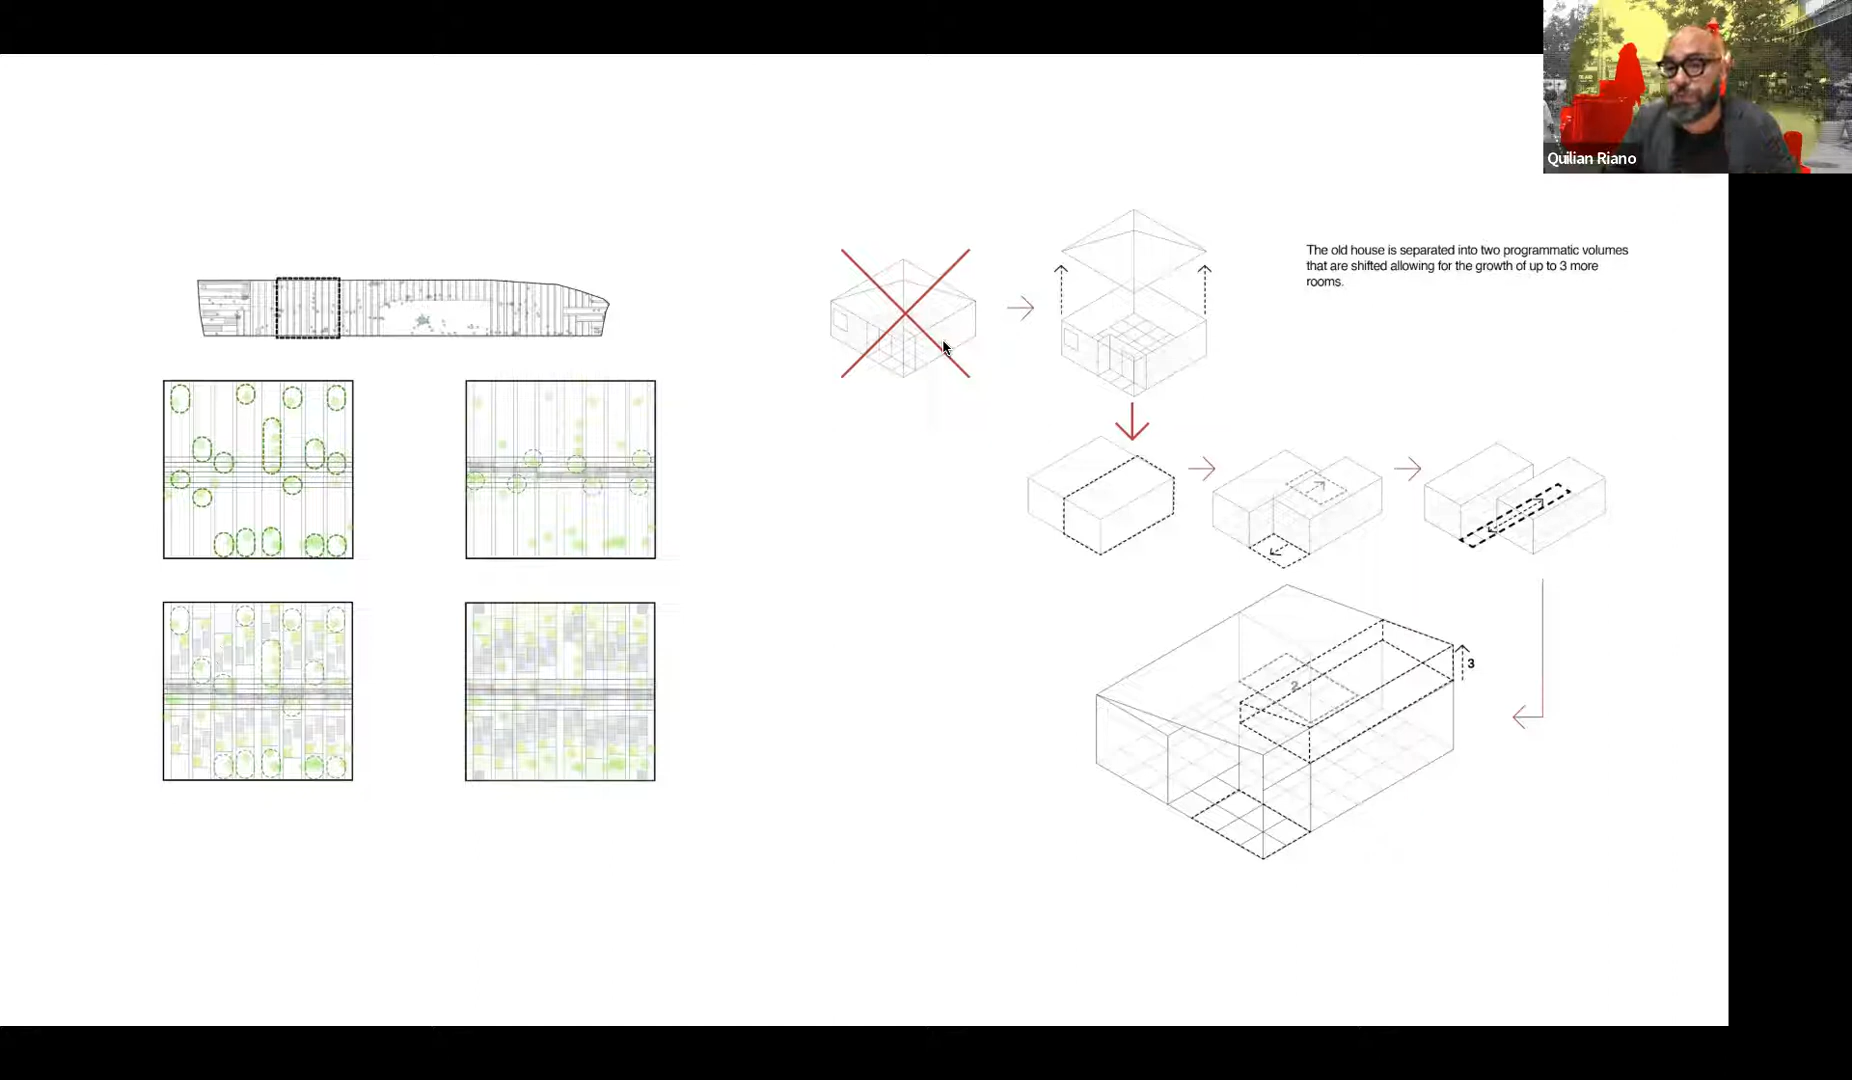 Quilian Riano
The old house is separated into two programmatic volumes
that are shifted allowing for the growth of up to 3 more
rooms.
3
2